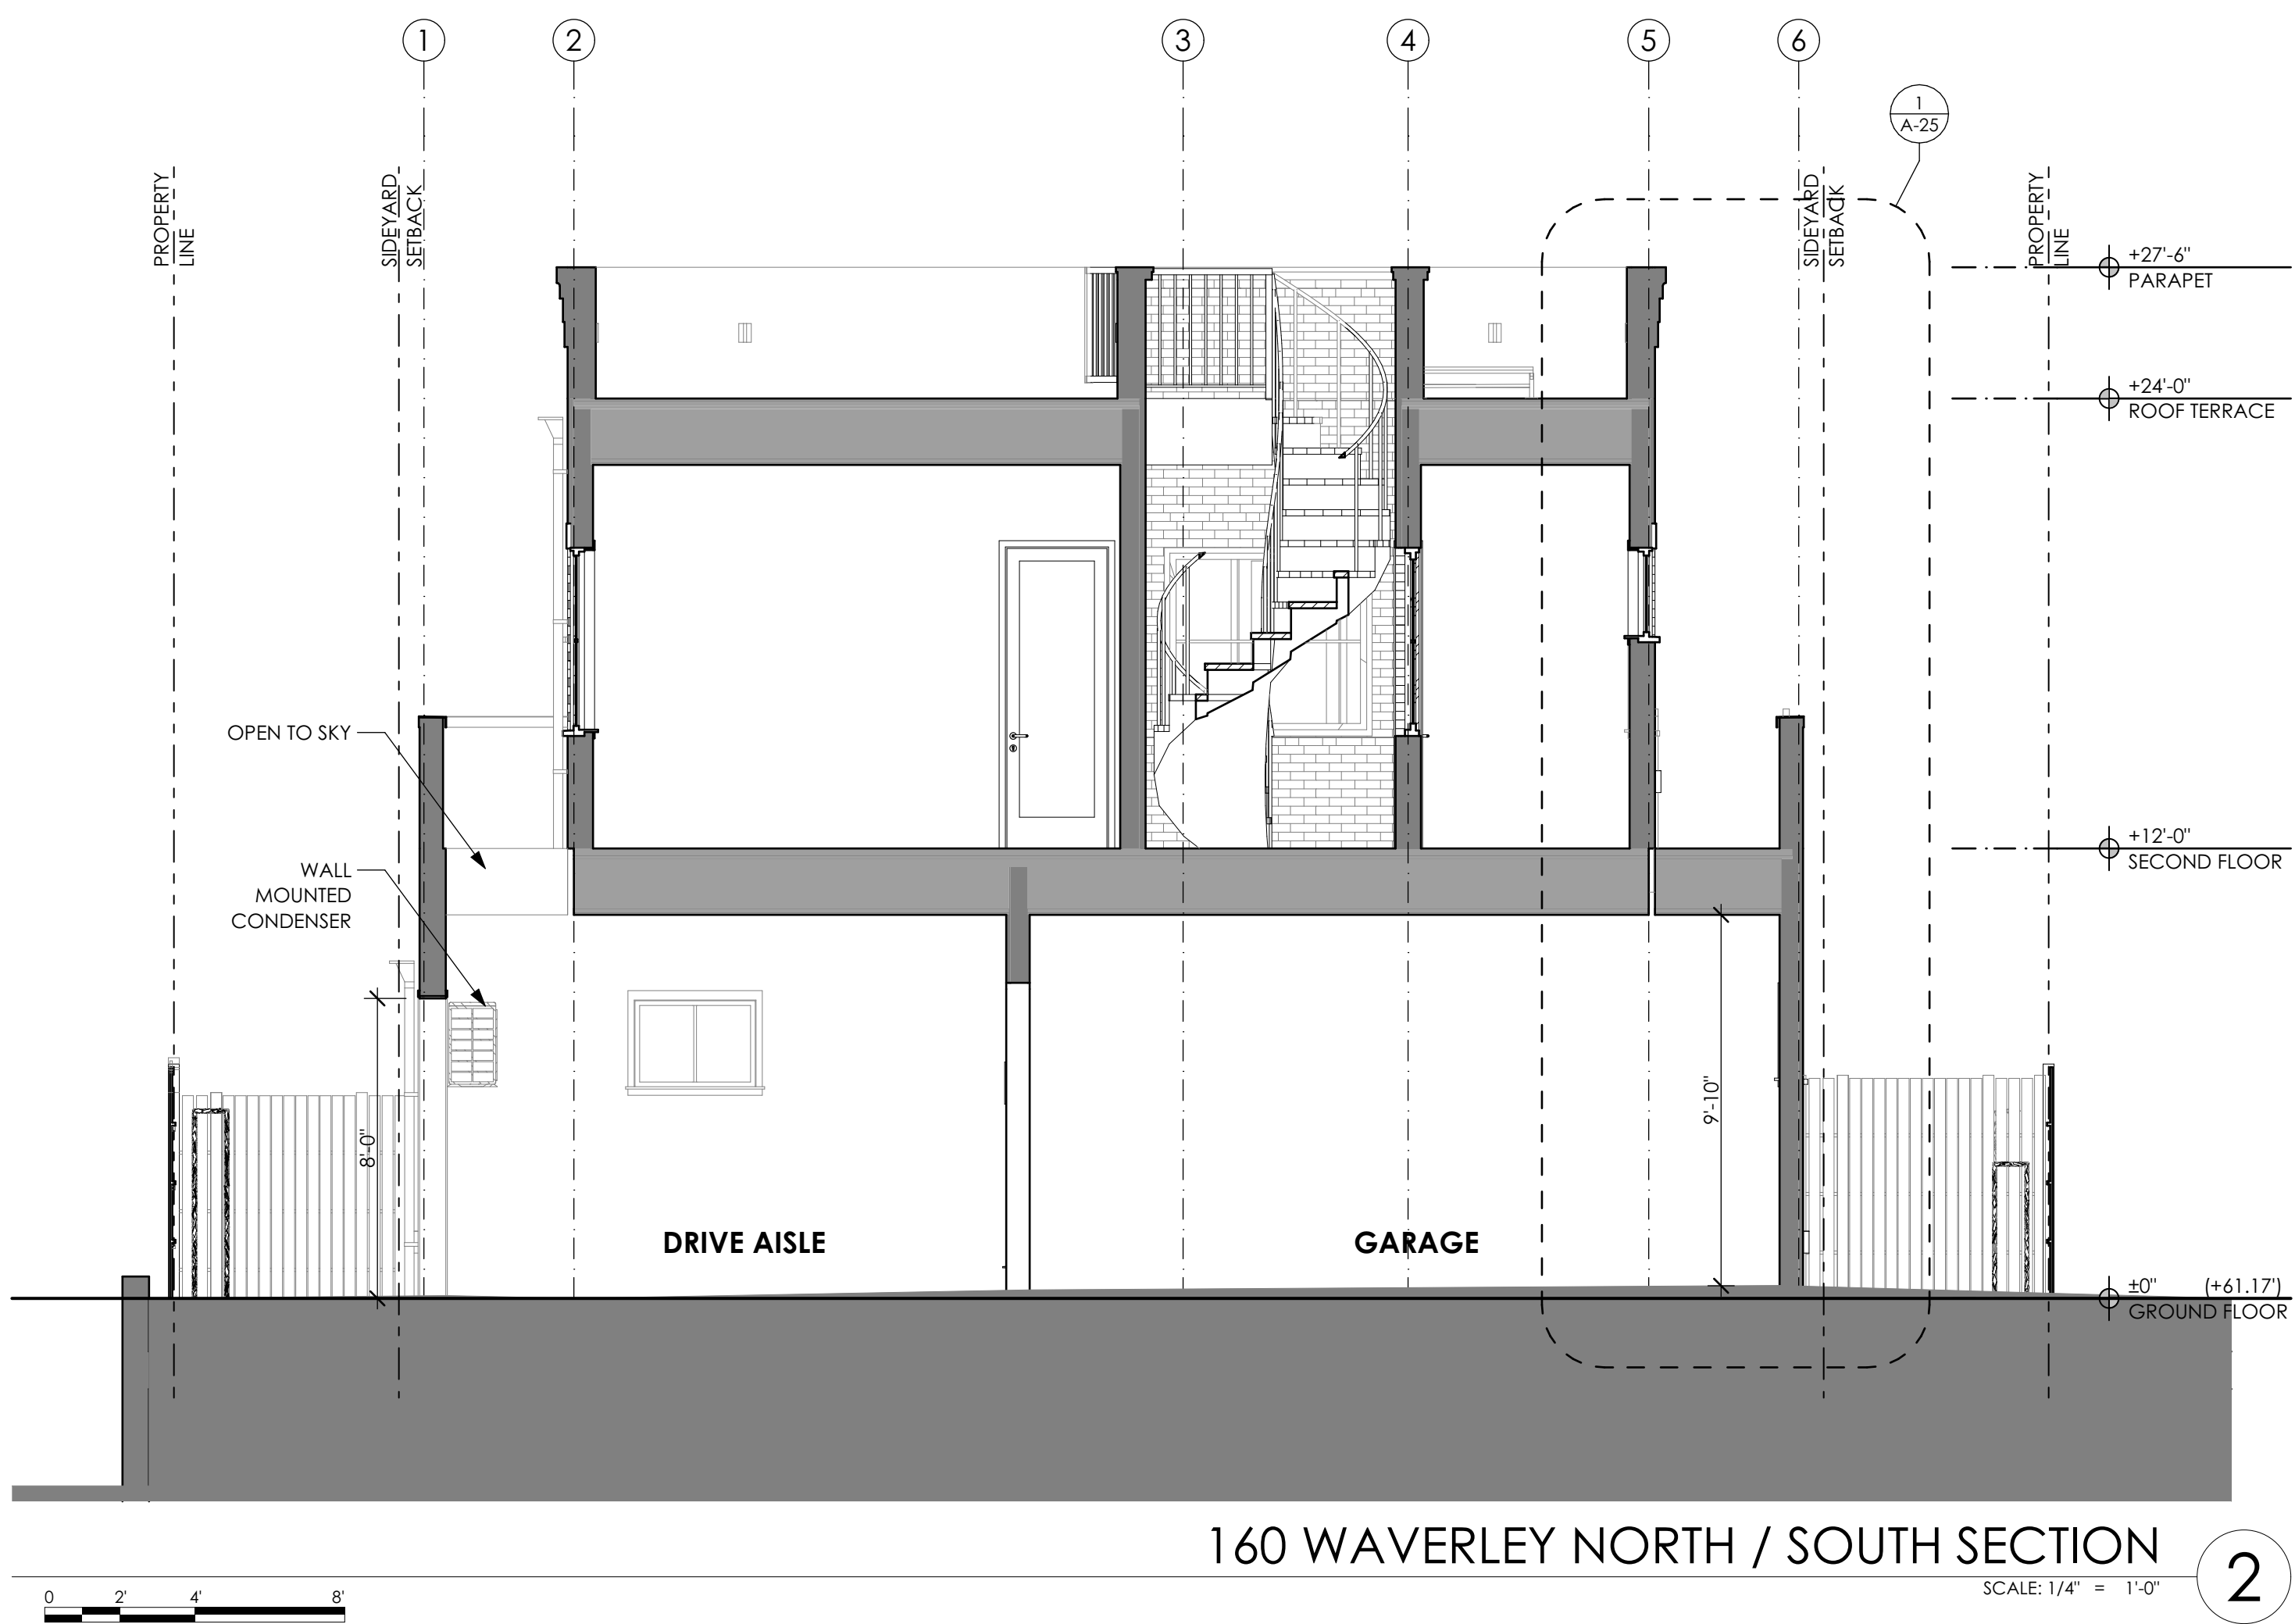 1
2
3
4
5
6
1
A-25
PROPERTY
LINE
SIDEYARD
SETBACK
SIDEYARD
SETBACK
PROPERTY
LINE
+27'-6"
PARAPET
+24'-0"
ROOF TERRACE
OPEN TO SKY
WALL
MOUNTED
CONDENSER
+12'-0"
SECOND FLOOR
8'-0"
9'-10"
DRIVE AISLE
GARAGE
±0" (+61.17')
GROUND FLOOR
160 WAVERLEY NORTH / SOUTH SECTION
2
SCALE: 1/4" = 1'-0"
0 2' 4' 8'